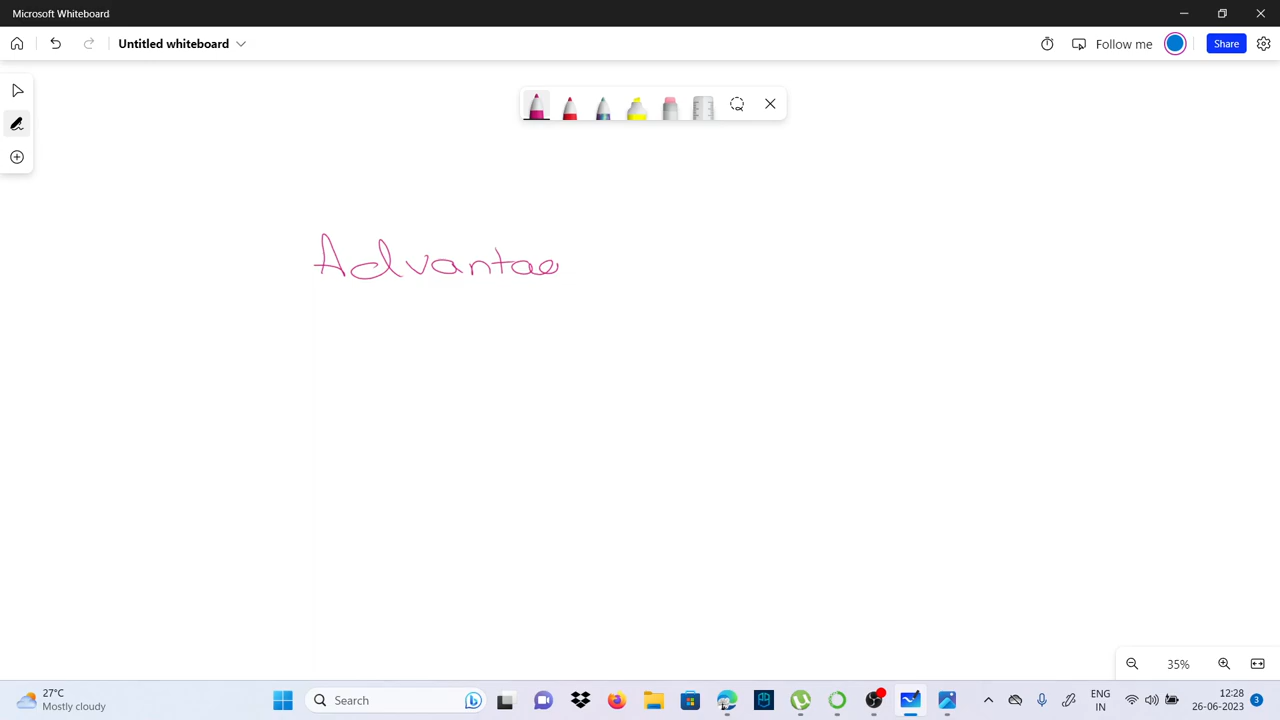 Microsoft Whiteboard
Untitled whiteboard
Follow me
Share
Advantae
35%
27°C
Mostly cloudy
Search
ENG
IN
12:28
26-06-2023
3